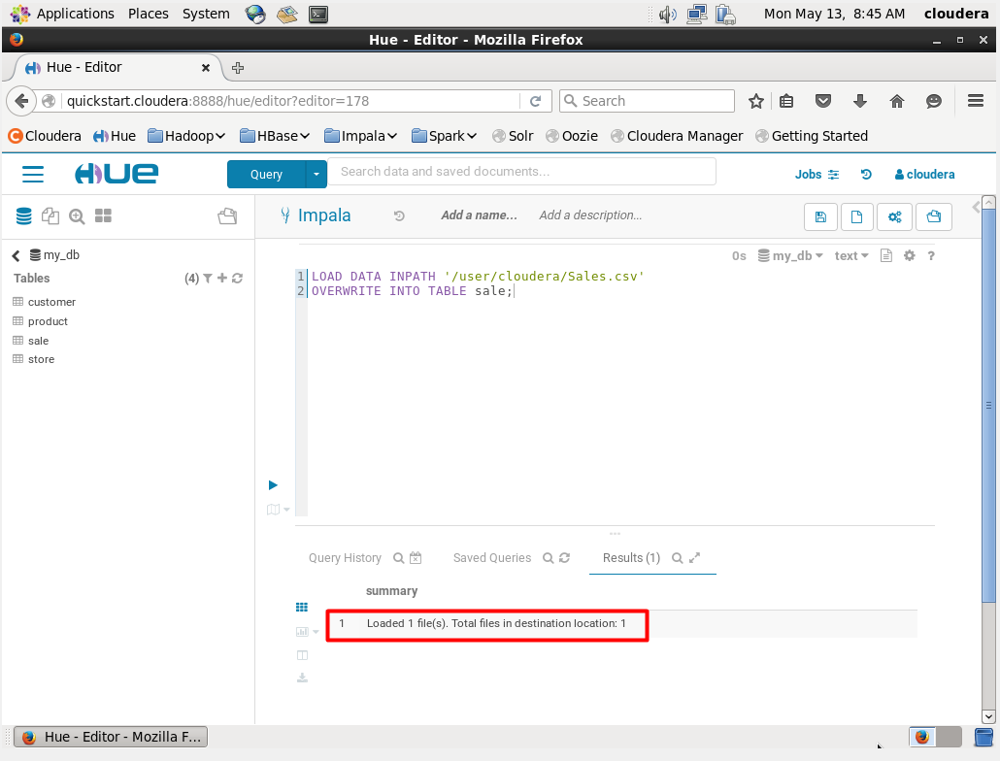 Applications Places System Mon May 13, 8:45 AM cloudera
Hue - Editor - Mozilla Firefox
Hue - Editor
quickstart.cloudera:8888/hue/editor?editor=178 Search
Cloudera Hue Hadoop HBase Impala Spark Solr Oozie Cloudera Manager Getting Started
HUE Query Search data and saved documents... Jobs cloudera
Impala Add a name... Add a description...
my_db 0s my_db text ?
Tables (4)
1 LOAD DATA INPATH '/user/cloudera/Sales.csv'
2 OVERWRITE INTO TABLE sale;
customer
product
sale
store
Query History Saved Queries Results (1)
summary
1 Loaded 1 file(s). Total files in destination location: 1
Hue - Editor - Mozilla F...